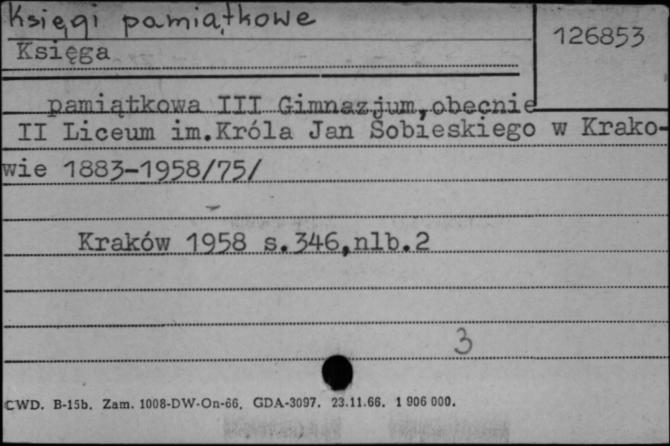 Księgi pamiątkowe
126853
Księga
pamiątkowa III Gimnazjum,obecnie
II Liceum im.Króla Jan Sobieskiego w Krako-
wie 1883-1958/75/
Kraków 1958 s.346,nlb.2
3
CWD. B-15b. Zam. 1008-DW-On-66. GDA-3097. 23.11.66. 1 906 000.